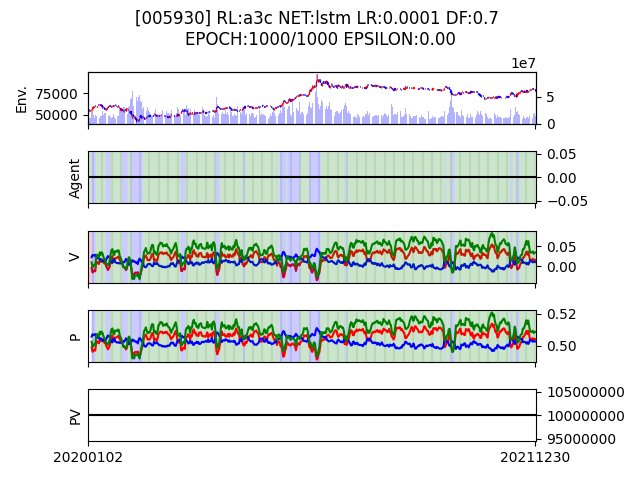 [005930] RL:a3c NET:lstm LR:0.0001 DF:0.7
EPOCH:1000/1000 EPSILON:0.00
1e7
Env.
75000
50000
5
0
Agent
0.05
0.00
−0.05
V
0.05
0.00
P
0.52
0.50
PV
105000000
100000000
95000000
20200102
20211230